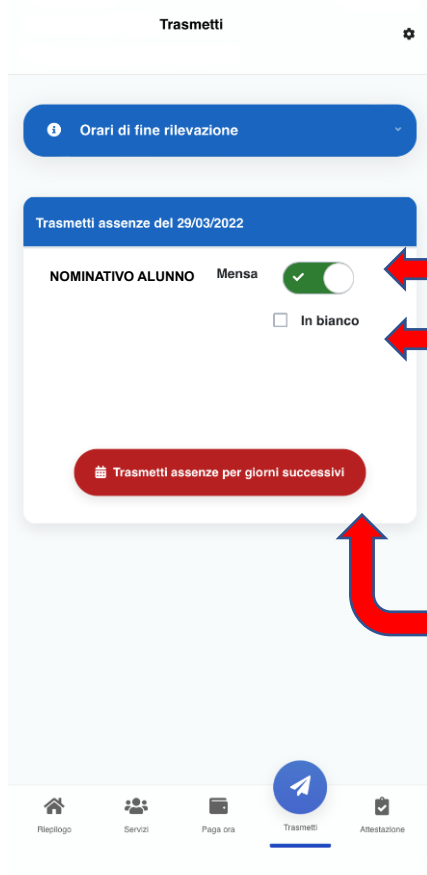 Trasmetti
Orari di fine rilevazione
Trasmetti assenze del 29/03/2022
NOMINATIVO ALUNNO Mensa
In bianco
Trasmetti assenze per giorni successivi
Riepilogo Servizi Paga ora Trasmetti Attestazione